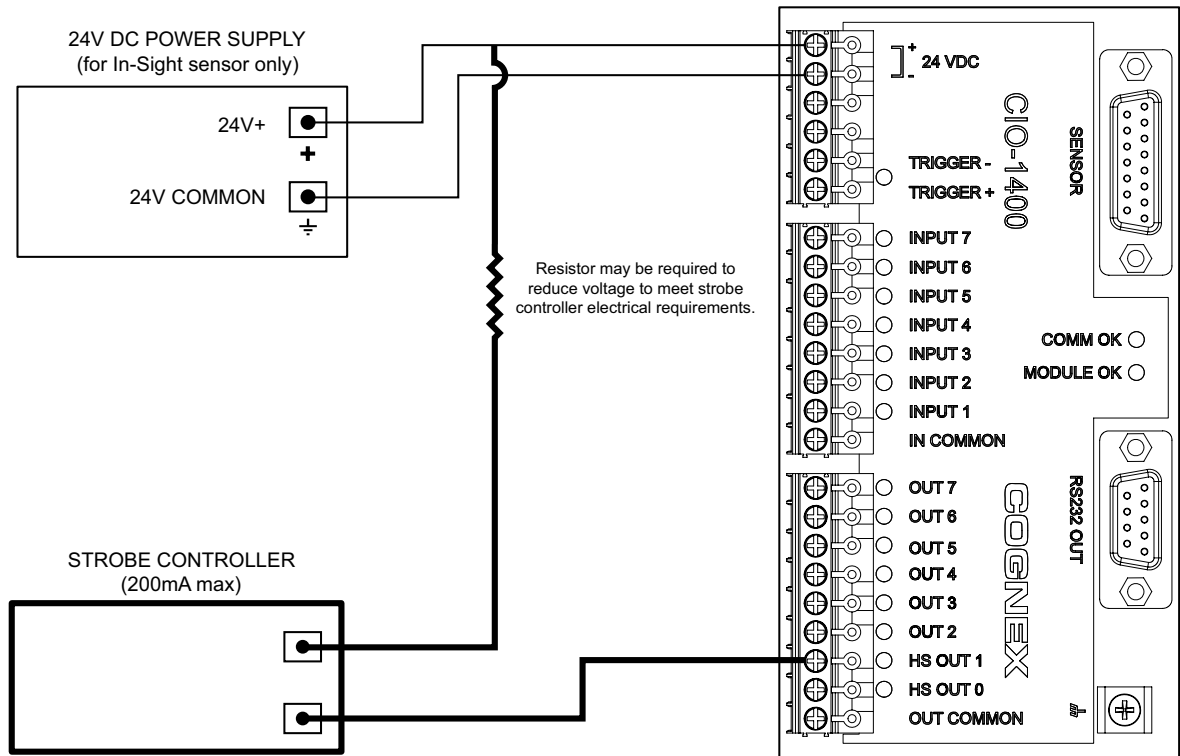 24V DC POWER SUPPLY
(for In-Sight sensor only)
24V+
+
24V COMMON
Resistor may be required to
reduce voltage to meet strobe
controller electrical requirements.
STROBE CONTROLLER
(200mA max)
+
24 VDC
-
TRIGGER -
TRIGGER +
INPUT 7
INPUT 6
INPUT 5
INPUT 4
INPUT 3
INPUT 2
INPUT 1
IN COMMON
OUT 7
OUT 6
OUT 5
OUT 4
OUT 3
OUT 2
HS OUT 1
HS OUT 0
OUT COMMON
CIO-1400
COGNEX
SENSOR
COMM OK
MODULE OK
RS232 OUT